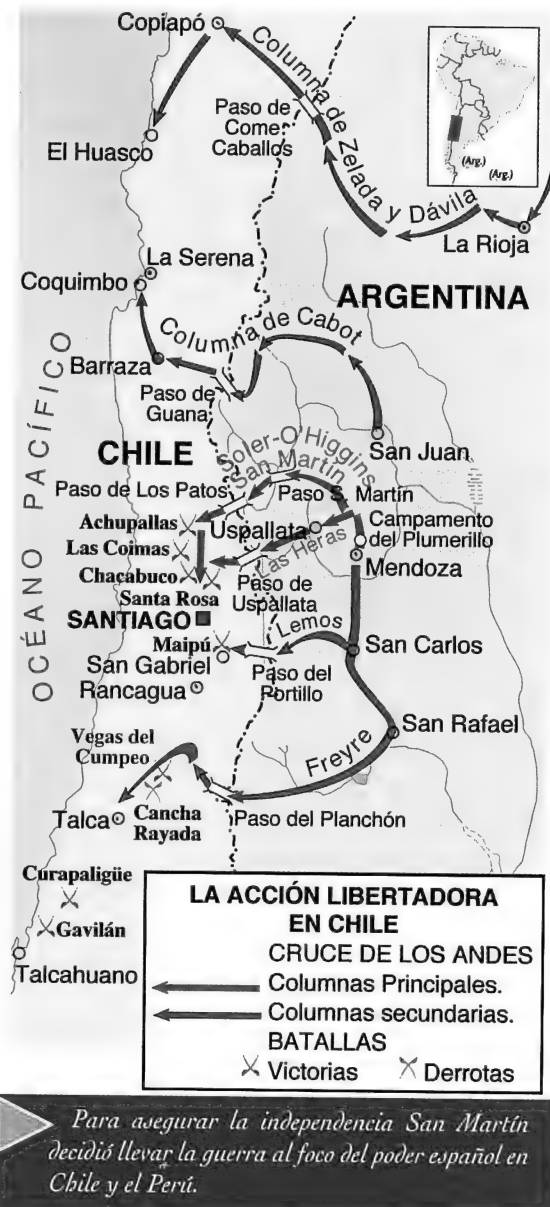 Copiapó
Columna de Zelada y Dávila
Paso de
Come
Caballos
El Huasco
(Arg.)
(Arg.)
La Rioja
La Serena
Coquimbo
ARGENTINA
Columna de Cabot
Barraza
Paso de
Guana
OCÉANO PACÍFICO
San Juan
CHILE
Soler-O'Higgins
San Martín
Paso de Los Patos
Paso S. Martín
Achupallas
Uspallata
Campamento
del Plumerillo
Las Coimas
Las Heras
Mendoza
Chacabuco
Paso de
Uspallata
Santa Rosa
SANTIAGO
Lemos
Maipú
San Carlos
San Gabriel
Paso del
Portillo
Rancagua
San Rafael
Vegas del
Cumpeo
Freyre
Cancha
Rayada
Talca
Paso del Planchón
Curapaligüe
Gavilán
Talcahuano
LA ACCIÓN LIBERTADORA
EN CHILE
CRUCE DE LOS ANDES
Columnas Principales.
Columnas secundarias.
BATALLAS
Victorias Derrotas
Para asegurar la independencia San Martín
decidió llevar la guerra al foco del poder español en
Chile y el Perú.